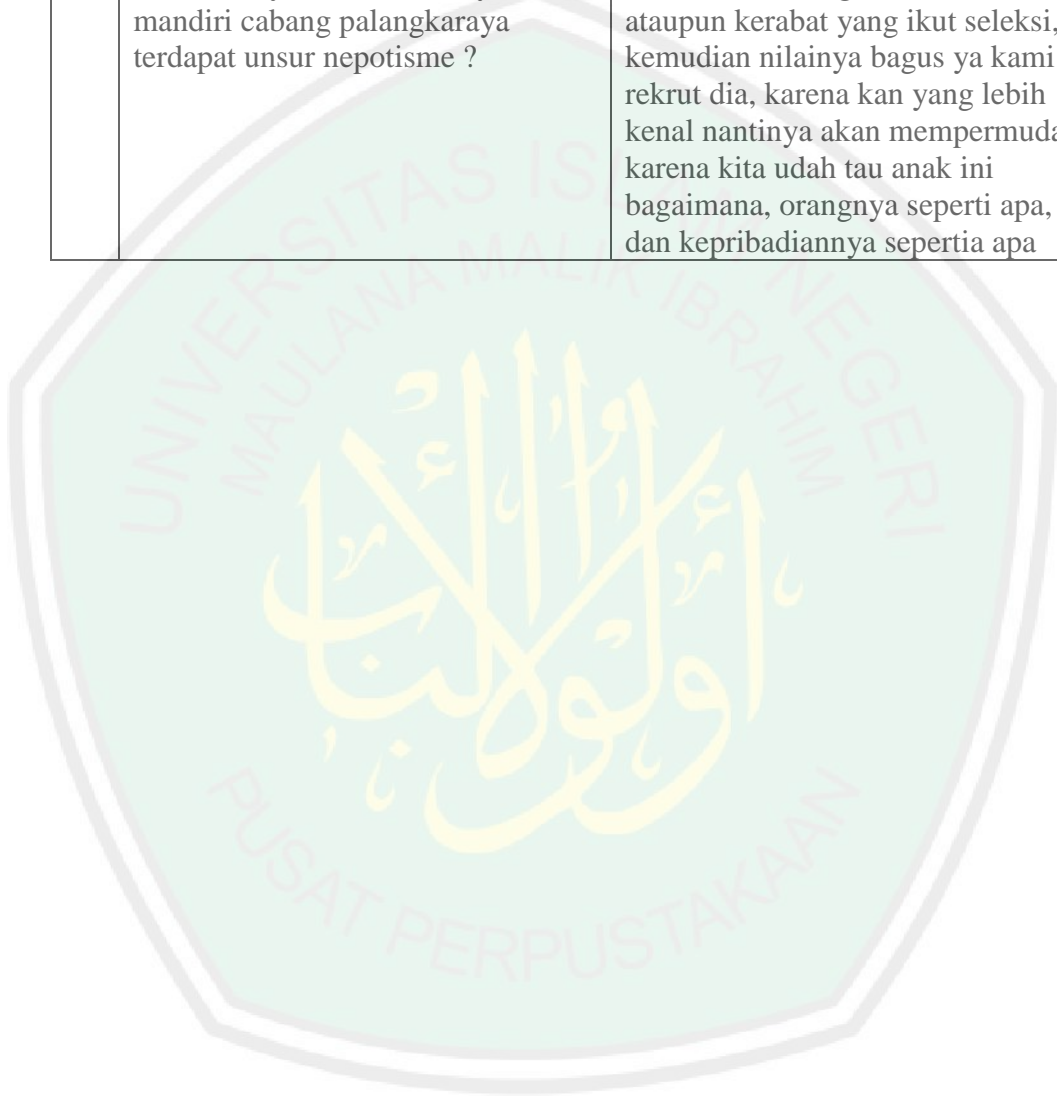 mandiri cabang palangkaraya
terdapat unsur nepotisme ?
ataupun kerabat yang ikut seleksi,
kemudian nilainya bagus ya kami
rekrut dia, karena kan yang lebih
kenal nantinya akan
karena kita udah tau anak ini
bagaimana, orangnya seperti apa,
dan kepribadiannya sepertia apa
UNIVERSITAS ISLAM NEGERI
MAULANA MALIK IBRAHIM
أولوا الألباب
PUSAT PERPUSTAKAAN